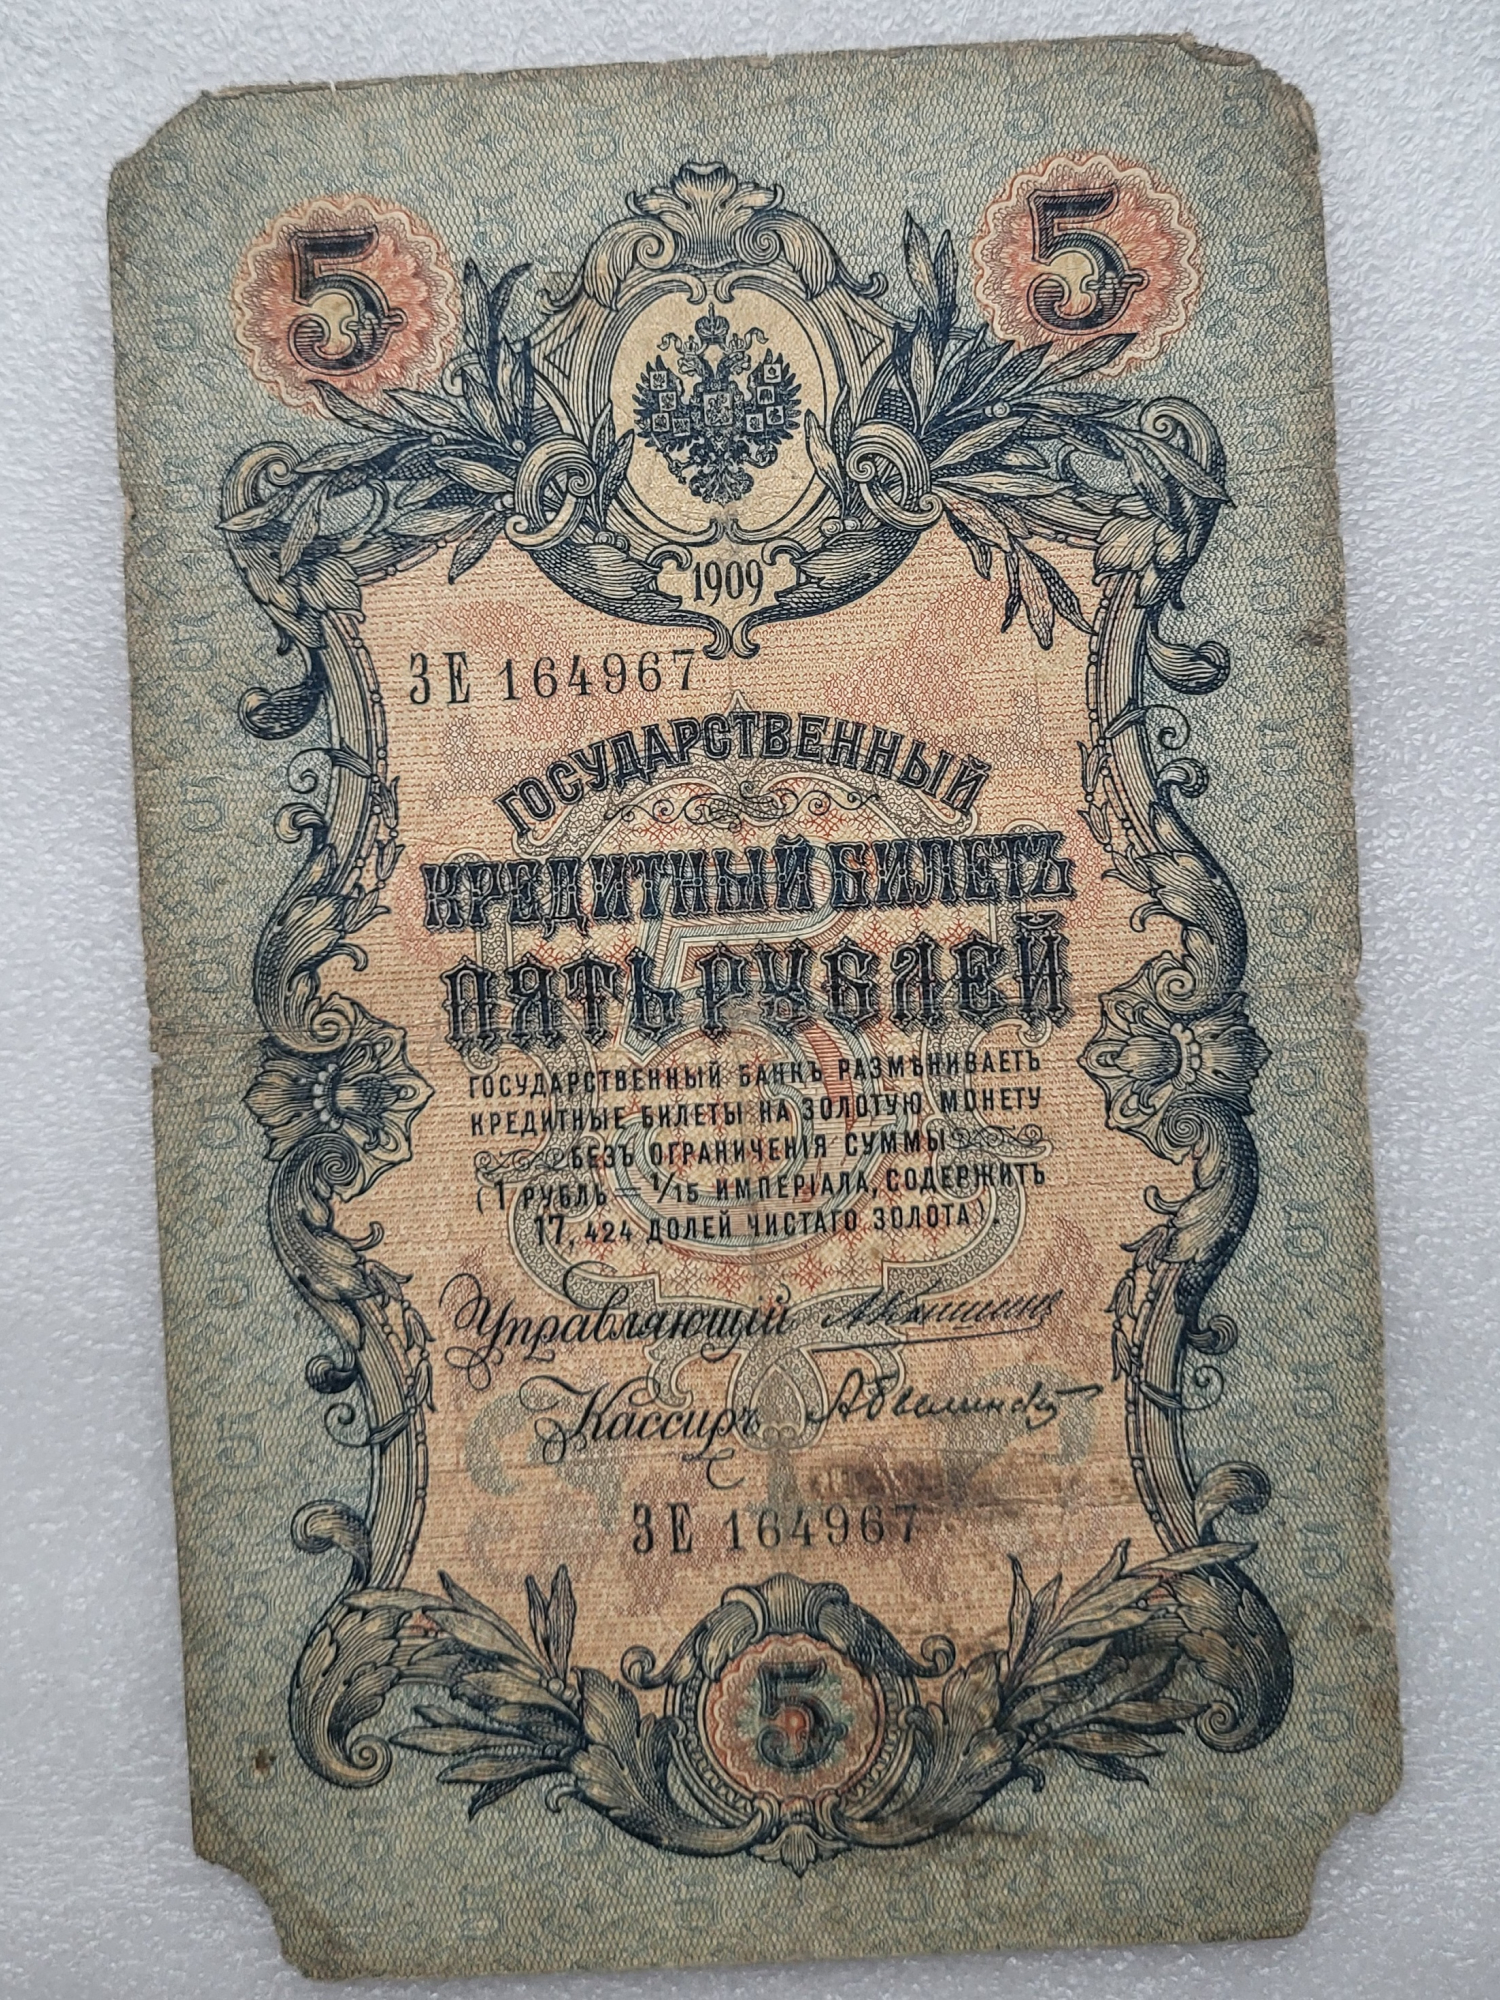 5 5
1909
ЗЕ 164967
ГОСУДАРСТВЕННЫЙ
КРЕДИТНЫЙ БИЛЕТЪ
ПЯТЬ РУБЛЕЙ
ГОСУДАРСТВЕННЫЙ БАНКЪ РАЗМѢНИВАЕТЪ
КРЕДИТНЫЕ БИЛЕТЫ НА ЗОЛОТУЮ МОНЕТУ
БЕЗЪ ОГРАНИЧЕНІЯ СУММЫ
(1 РУБЛЬ = 1/15 ИМПЕРІАЛА, СОДЕРЖИТЪ
17,424 ДОЛЕЙ ЧИСТАГО ЗОЛОТА).
Управляющій
Кассиръ
ЗЕ 164967
5